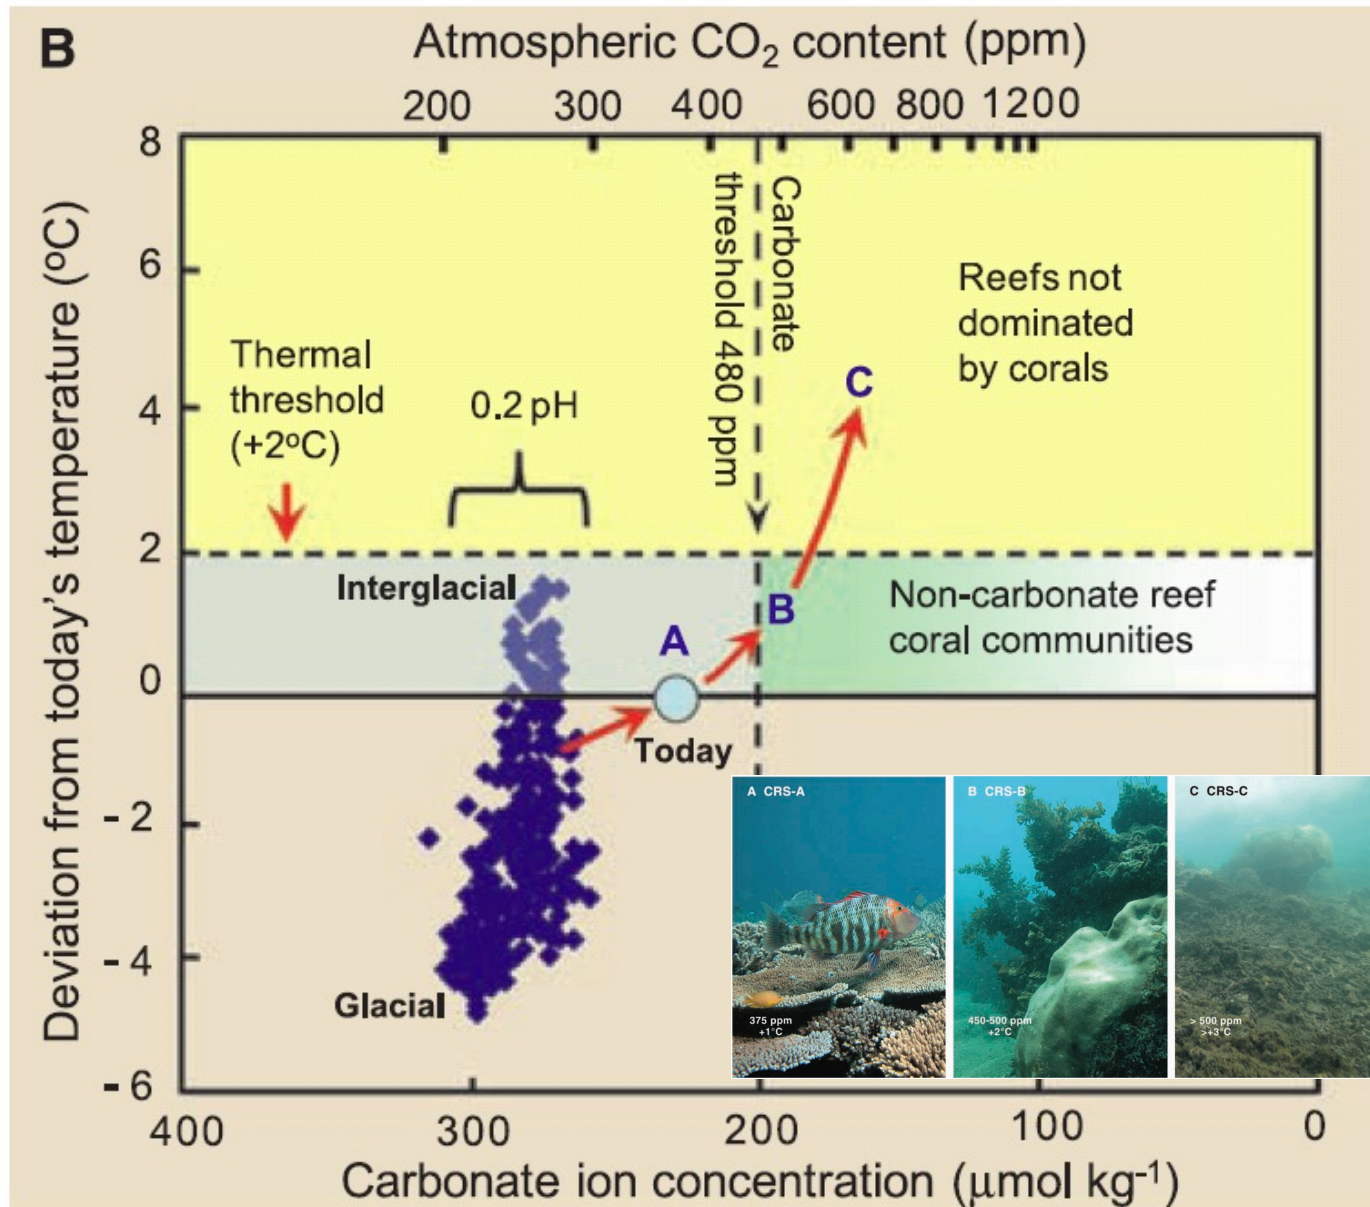 B
Atmospheric CO₂ content (ppm)
200 300 400 600 800 1200
8
6
4
2
0
- 2
- 4
- 6
Deviation from today's temperature (ºC)
Thermal
threshold
(+2ºC)
0.2 pH
Carbonate
threshold 480 ppm
Reefs not
dominated
by corals
C
Interglacial
A
B
Non-carbonate reef
coral communities
Today
Glacial
A CRS-A
375 ppm
+1°C
B CRS-B
450-500 ppm
+2°C
C CRS-C
> 500 ppm
>+3°C
400 300 200 100 0
Carbonate ion concentration (μmol kg⁻¹)